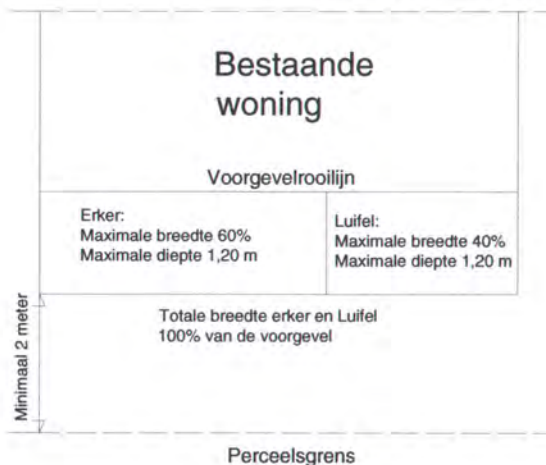 Bestaande
woning
Voorgevelrooilijn
Erker:
Maximale breedte 60%
Maximale diepte 1,20 m
Luifel:
Maximale breedte 40%
Maximale diepte 1,20 m
Totale breedte erker en Luifel
100% van de voorgevel
Minimaal 2 meter
Perceelsgrens